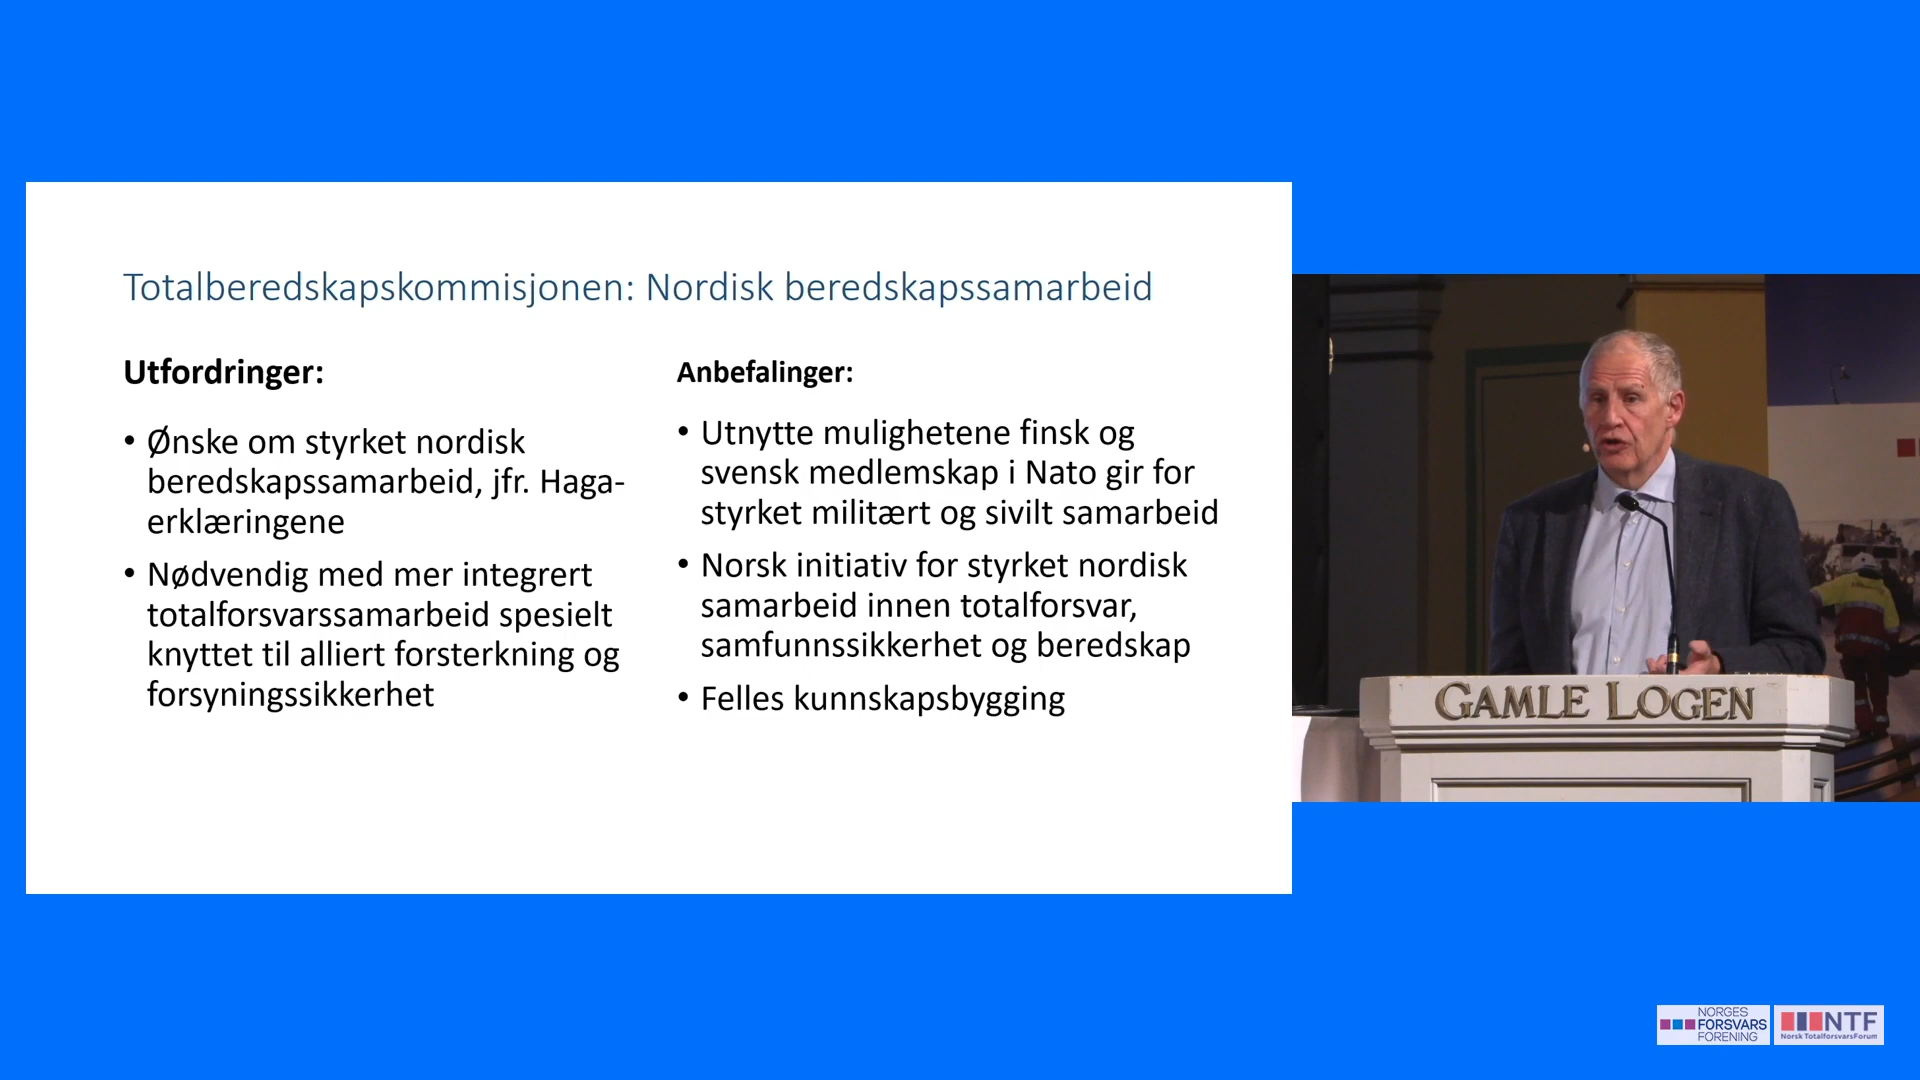 Totalberedskapskommisjonen: Nordisk beredskapssamarbeid
Utfordringer:
• Ønske om styrket nordisk
beredskapssamarbeid, jfr. Haga-
erklæringene
• Nødvendig med mer integrert
totalforsvarssamarbeid spesielt
knyttet til alliert forsterkning og
forsyningssikkerhet
Anbefalinger:
• Utnytte mulighetene finsk og
svensk medlemskap i Nato gir for
styrket militært og sivilt samarbeid
• Norsk initiativ for styrket nordisk
samarbeid innen totalforsvar,
samfunnssikkerhet og beredskap
• Felles kunnskapsbygging
GAMLE LOGEN
NORGES
FORSVARS
FORENING
NTF
Norsk TotalforsvarsForum